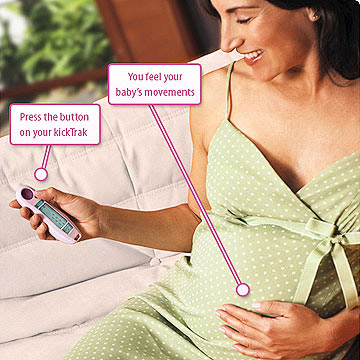 You feel your
baby's movements
Press the button
on your kickTrak